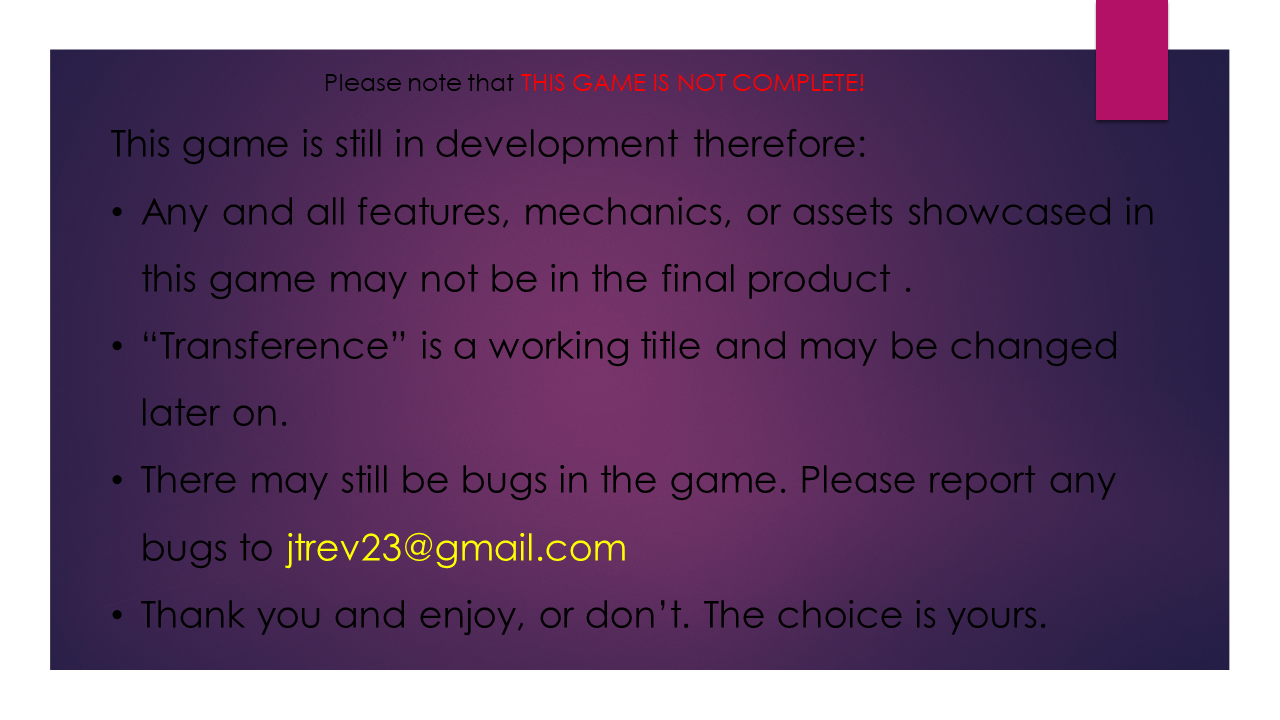 Please note that THIS GAME IS NOT COMPLETE!
This game is still in development therefore:
• Any and all features, mechanics, or assets showcased in
this game may not be in the final product .
• “Transference” is a working title and may be changed
later on.
• There may still be bugs in the game. Please report any
bugs to jtrev23@gmail.com
• Thank you and enjoy, or don’t. The choice is yours.